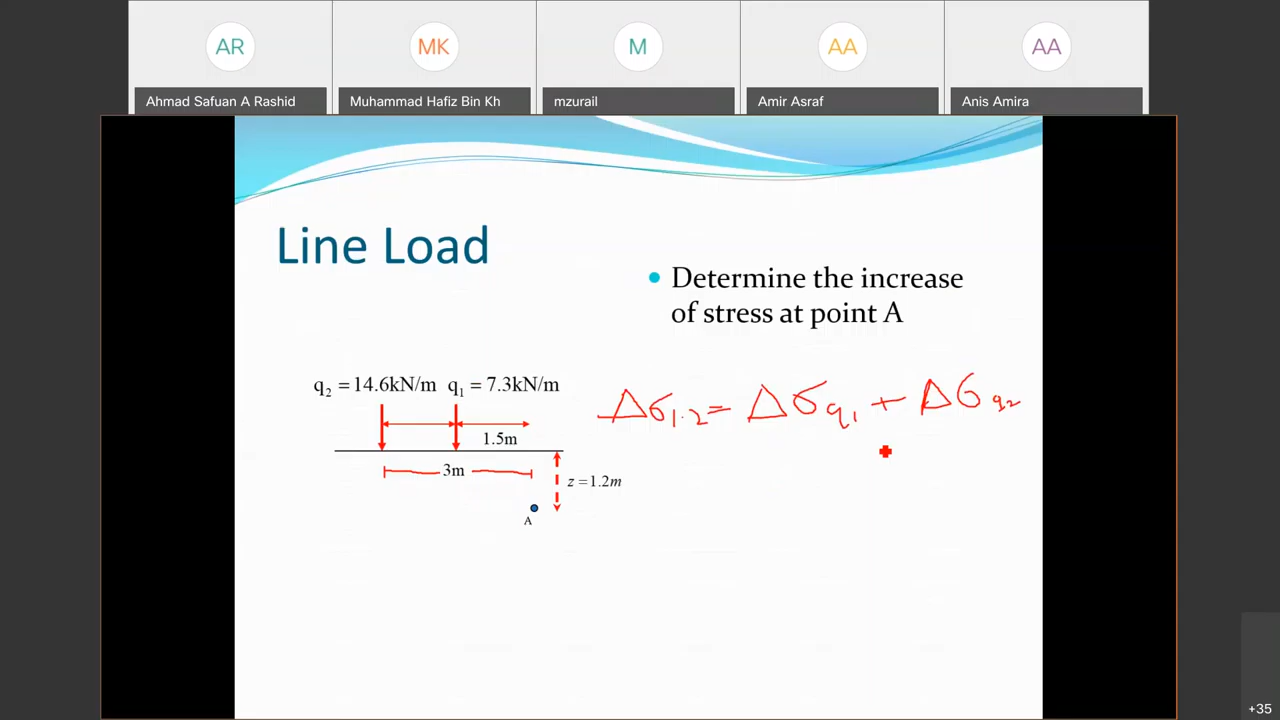 AR MK M AA AA
Ahmad Safuan A Rashid Muhammad Hafiz Bin Kh mzurail Amir Asraf Anis Amira
Line Load
• Determine the increase
of stress at point A
q₂ = 14.6kN/m q₁ = 7.3kN/m
Δσ₁.₂ = Δσq₁ + Δσq₂
1.5m
3m
z = 1.2m
A
+35